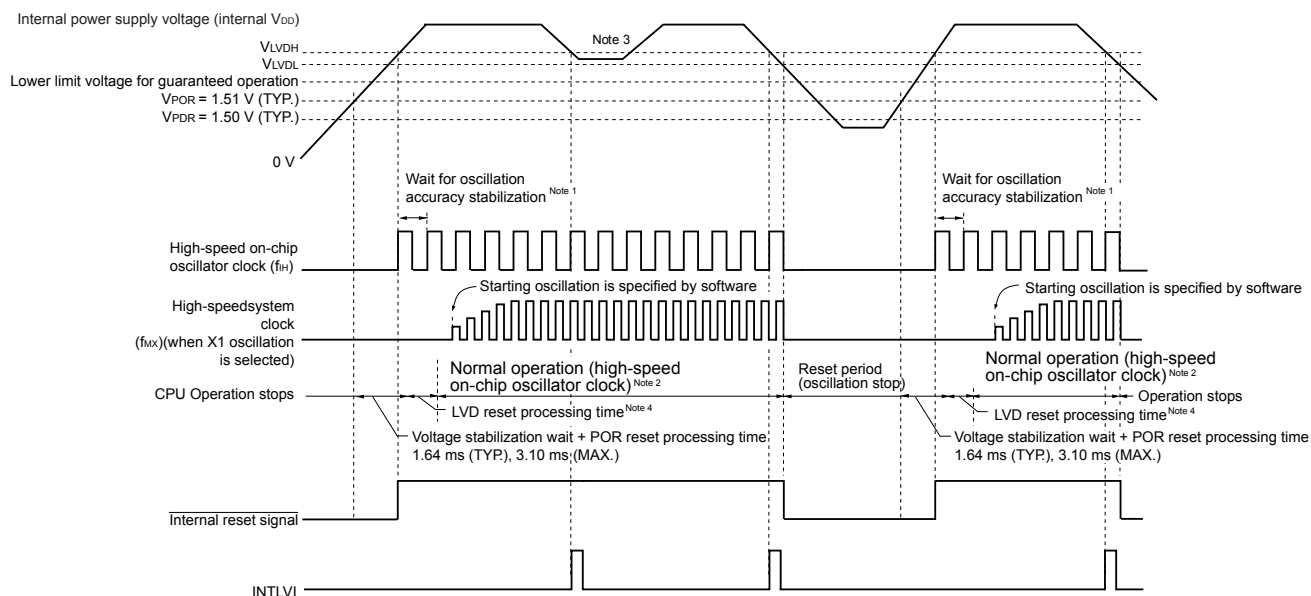 Internal power supply voltage (internal VDD)
VLVDH
Note 3
VLVDL
Lower limit voltage for guaranteed operation
VPOR = 1.51 V (TYP.)
VPDR = 1.50 V (TYP.)
0 V
Wait for oscillation
accuracy stabilization Note 1
Wait for oscillation
accuracy stabilization Note 1
High-speed on-chip
oscillator clock (fIH)
Starting oscillation is specified by software
Starting oscillation is specified by software
High-speedsystem
clock
(fMX)(when X1 oscillation
is selected)
Normal operation (high-speed
on-chip oscillator clock) Note 2
Reset period
(oscillation stop)
Normal operation (high-speed
on-chip oscillator clock) Note 2
CPU Operation stops
Operation stops
LVD reset processing time Note 4
LVD reset processing time Note 4
Voltage stabilization wait + POR reset processing time
1.64 ms (TYP.), 3.10 ms (MAX.)
Voltage stabilization wait + POR reset processing time
1.64 ms (TYP.), 3.10 ms (MAX.)
Internal reset signal
INTLVI